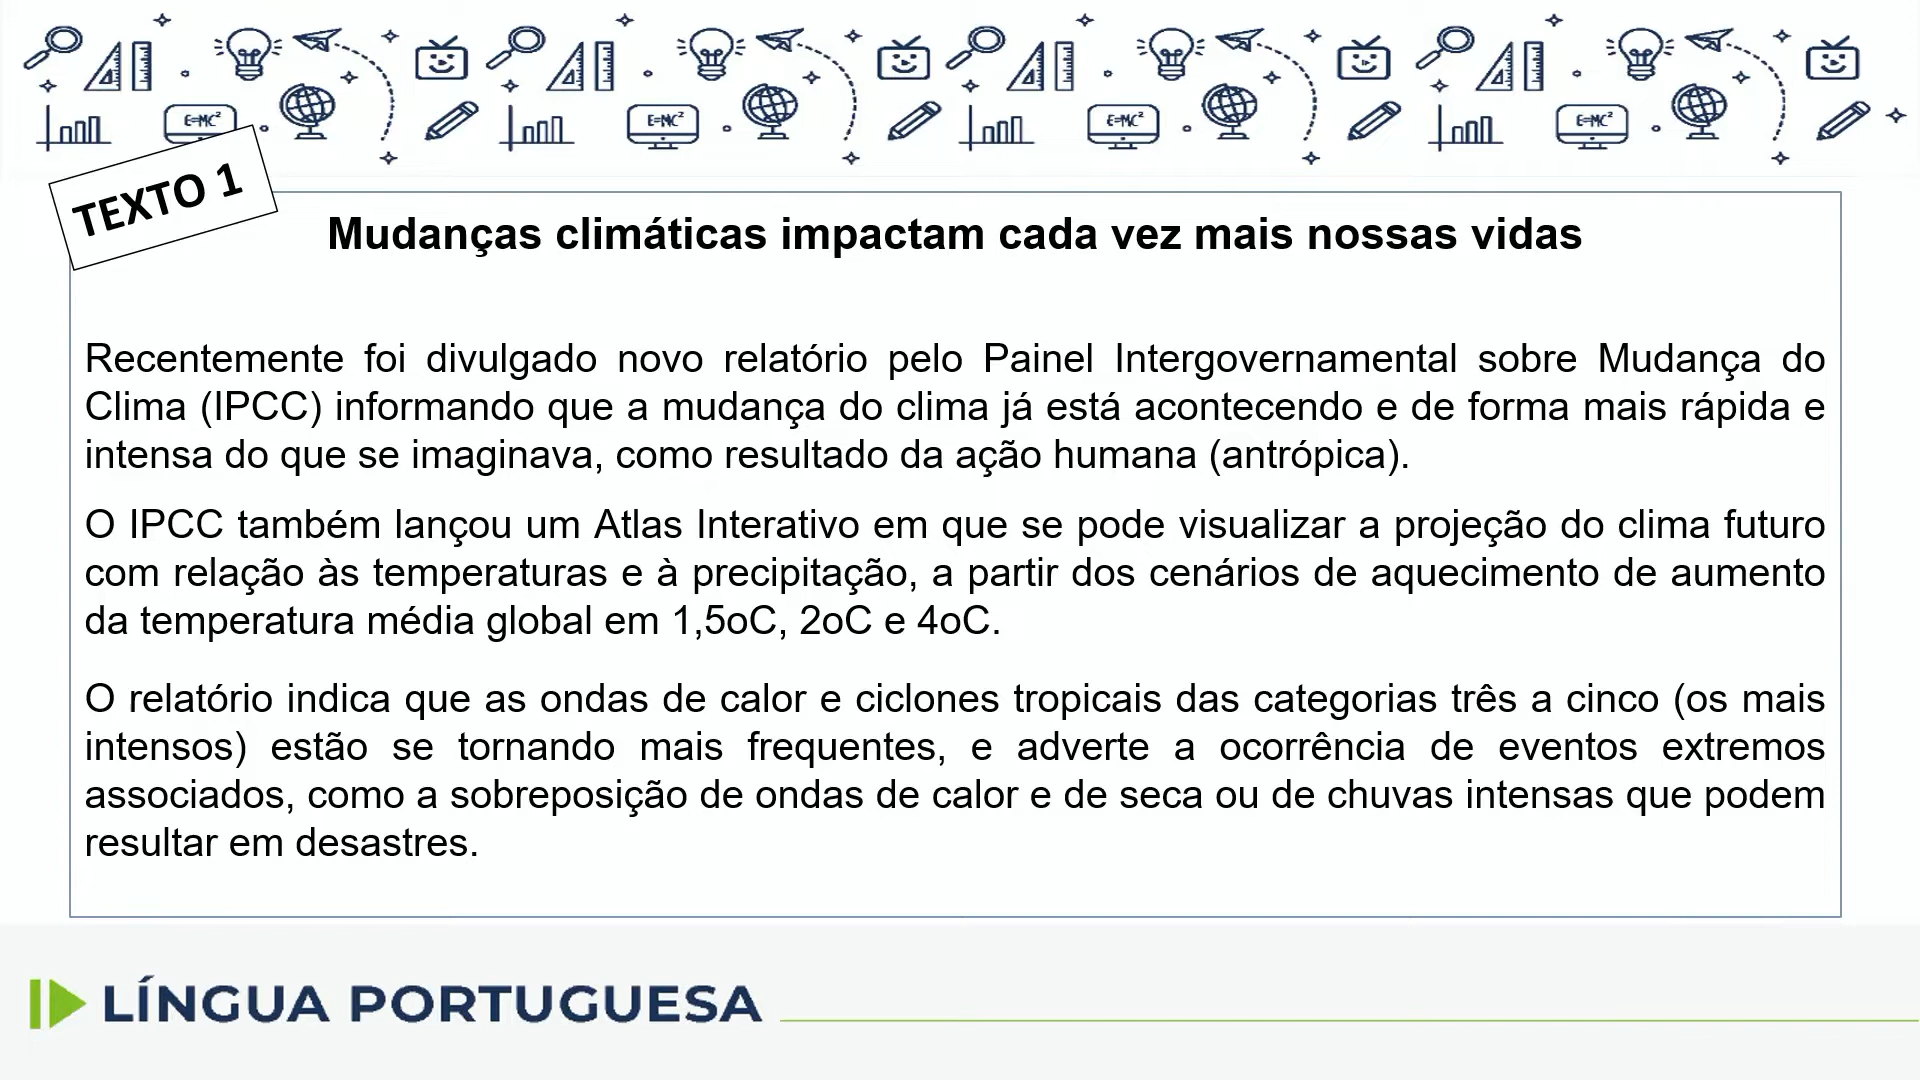 E=MC²
E=MC²
E=MC²
E=MC²
TEXTO 1
Mudanças climáticas impactam cada vez mais nossas vidas
Recentemente foi divulgado novo relatório pelo Painel Intergovernamental sobre Mudança do
Clima (IPCC) informando que a mudança do clima já está acontecendo e de forma mais rápida e
intensa do que se imaginava, como resultado da ação humana (antrópica).
O IPCC também lançou um Atlas Interativo em que se pode visualizar a projeção do clima futuro
com relação às temperaturas e à precipitação, a partir dos cenários de aquecimento de aumento
da temperatura média global em 1,5oC, 2oC e 4oC.
O relatório indica que as ondas de calor e ciclones tropicais das categorias três a cinco (os mais
intensos) estão se tornando mais frequentes, e adverte a ocorrência de eventos extremos
associados, como a sobreposição de ondas de calor e de seca ou de chuvas intensas que podem
resultar em desastres.
LÍNGUA PORTUGUESA